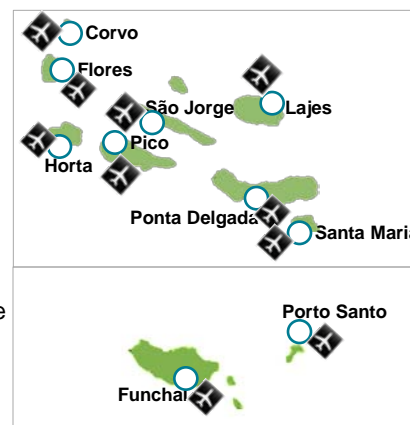 Corvo
Flores
São Jorge
Lajes
Pico
Horta
Ponta Delgada
Santa Maria
e
Porto Santo
Funchal